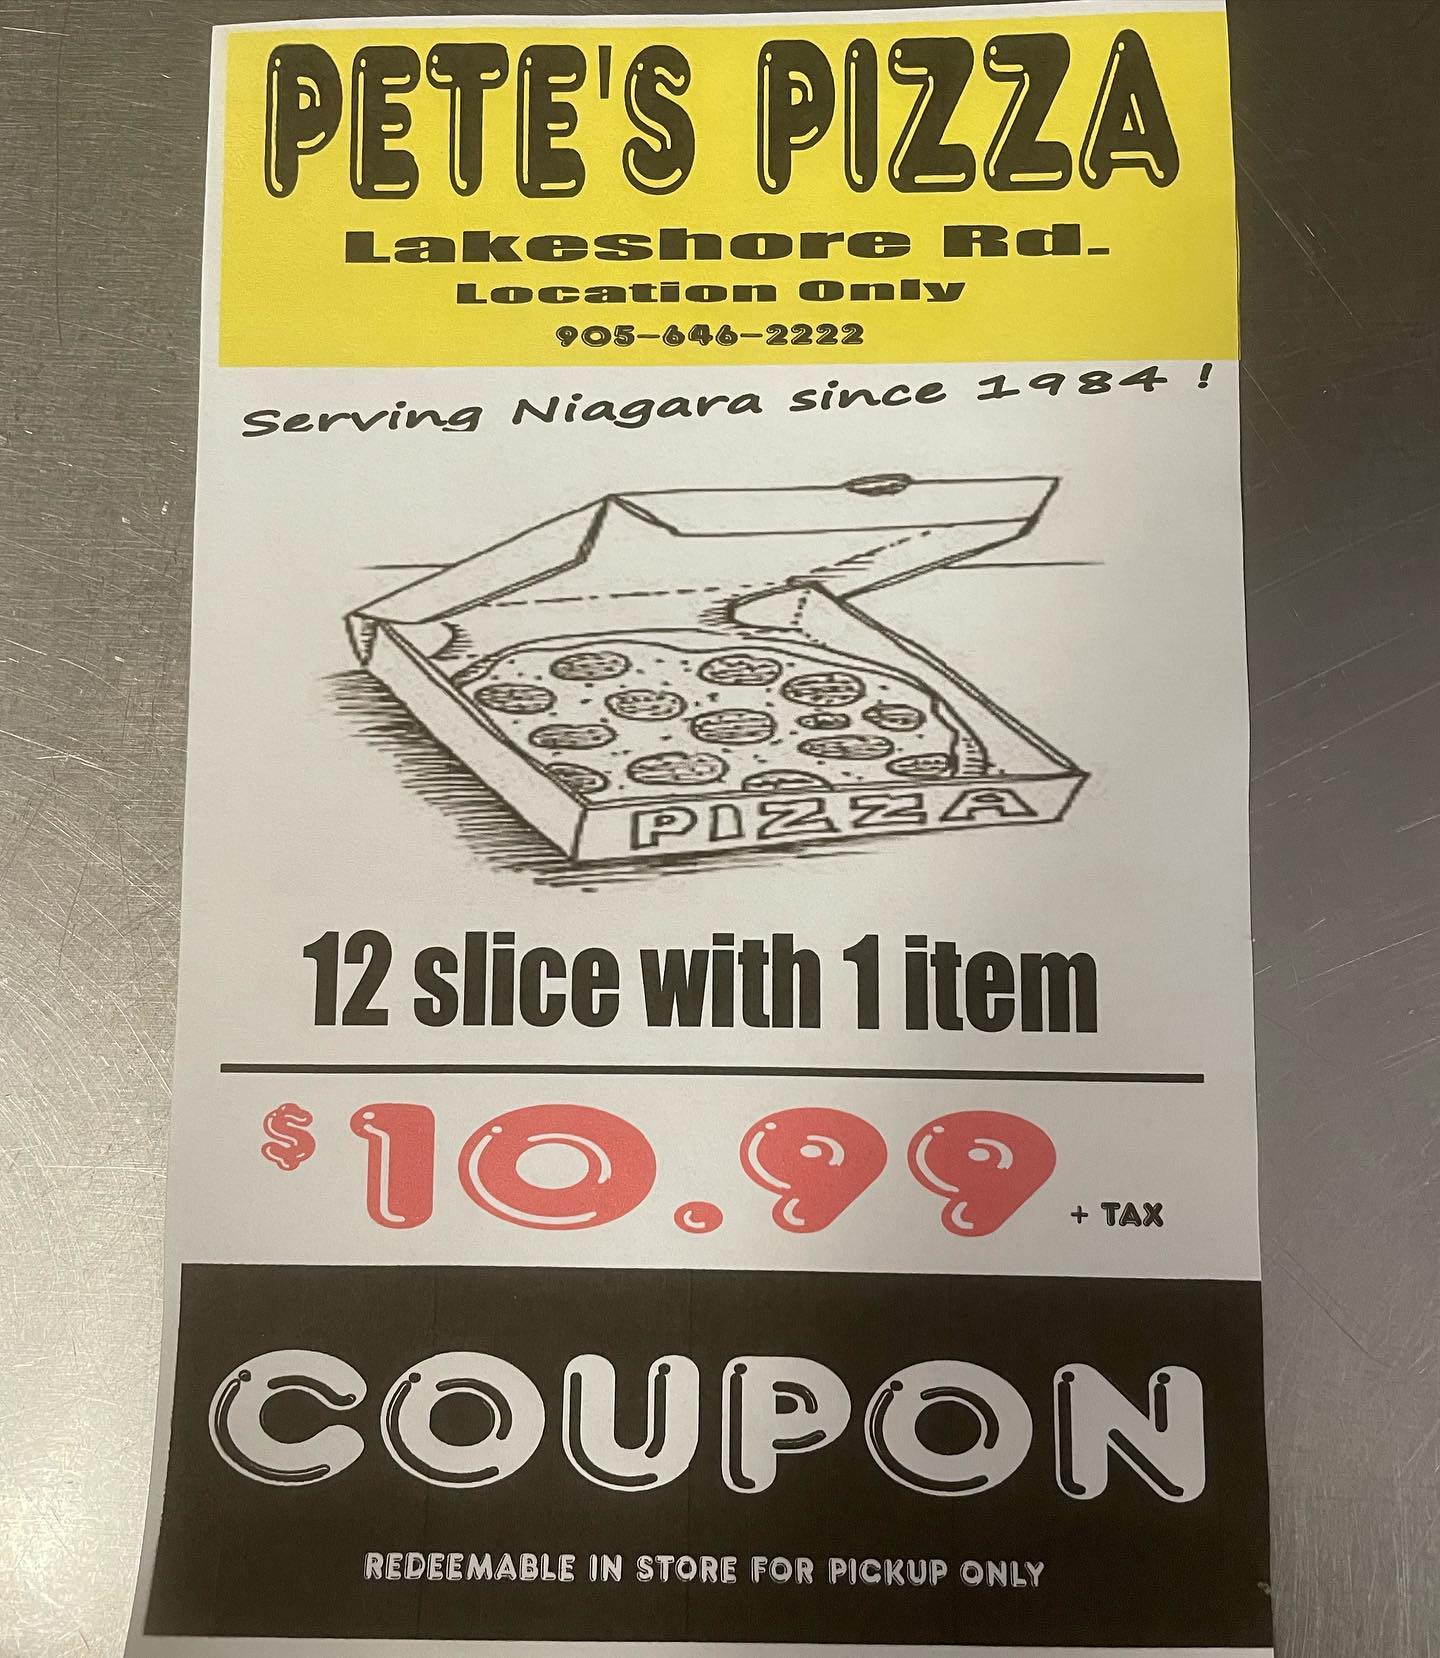 PETE'S PIZZA
Lakeshore Rd.
Location Only
905-646-2222
Serving Niagara since 1984 !
PIZZA
12 slice with 1 item
$10.99 + TAX
COUPON
REDEEMABLE IN STORE FOR PICKUP ONLY